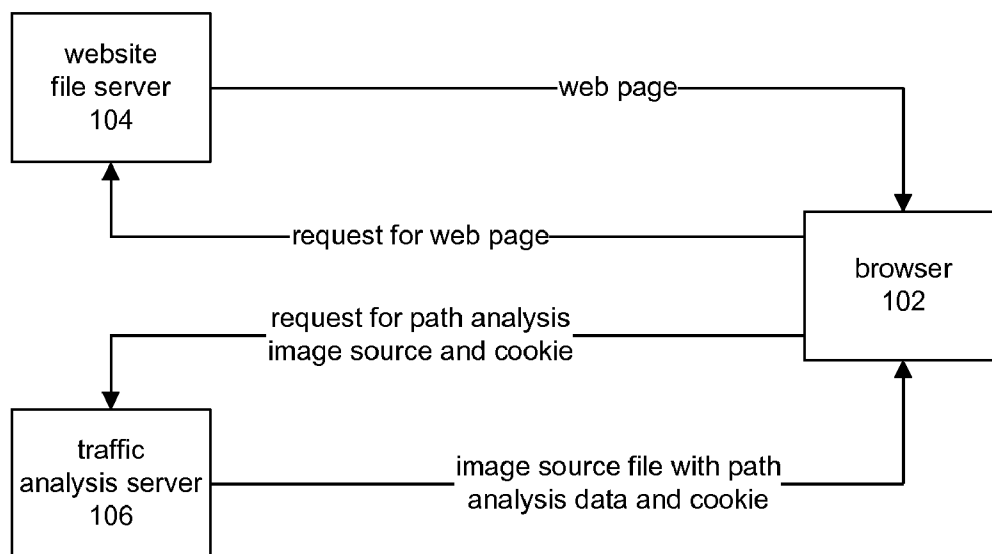 website
file server
104
web page
request for web page
browser
102
request for path analysis
image source and cookie
traffic
analysis server
106
image source file with path
analysis data and cookie